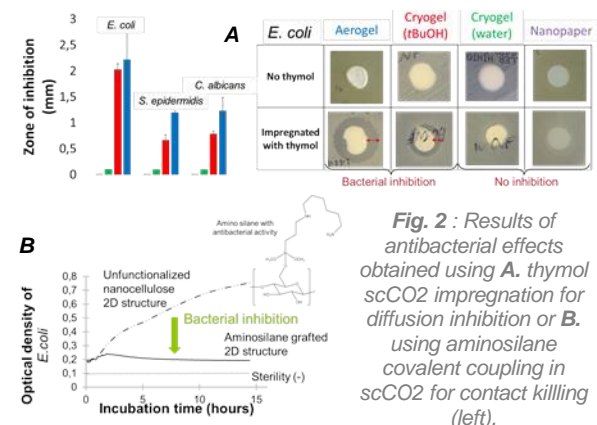 Zone of inhibition
(mm)
3
2,5
2
1,5
1
0,5
0
E. coli
S. epidermidis
C. albicans
A
E. coli
Aerogel
Cryogel
(tBuOH)
Cryogel
(water)
Nanopaper
No thymol
Impregnated
with thymol
Bacterial inhibition
No inhibition
B
Amino silane with
antibacterial activity
Optical density of
E.coli
0,8
0,7
0,6
0,5
0,4
0,3
0,2
0,1
0
Unfunctionalized
nanocellulose
2D structure
Bacterial inhibition
Aminosilane grafted
2D structure
Sterility (-)
0
5
10
15
Incubation time (hours)
Fig. 2 : Results of
antibacterial effects
obtained using A. thymol
scCO2 impregnation for
diffusion inhibition or B.
using aminosilane
covalent coupling in
scCO2 for contact killling
(left).